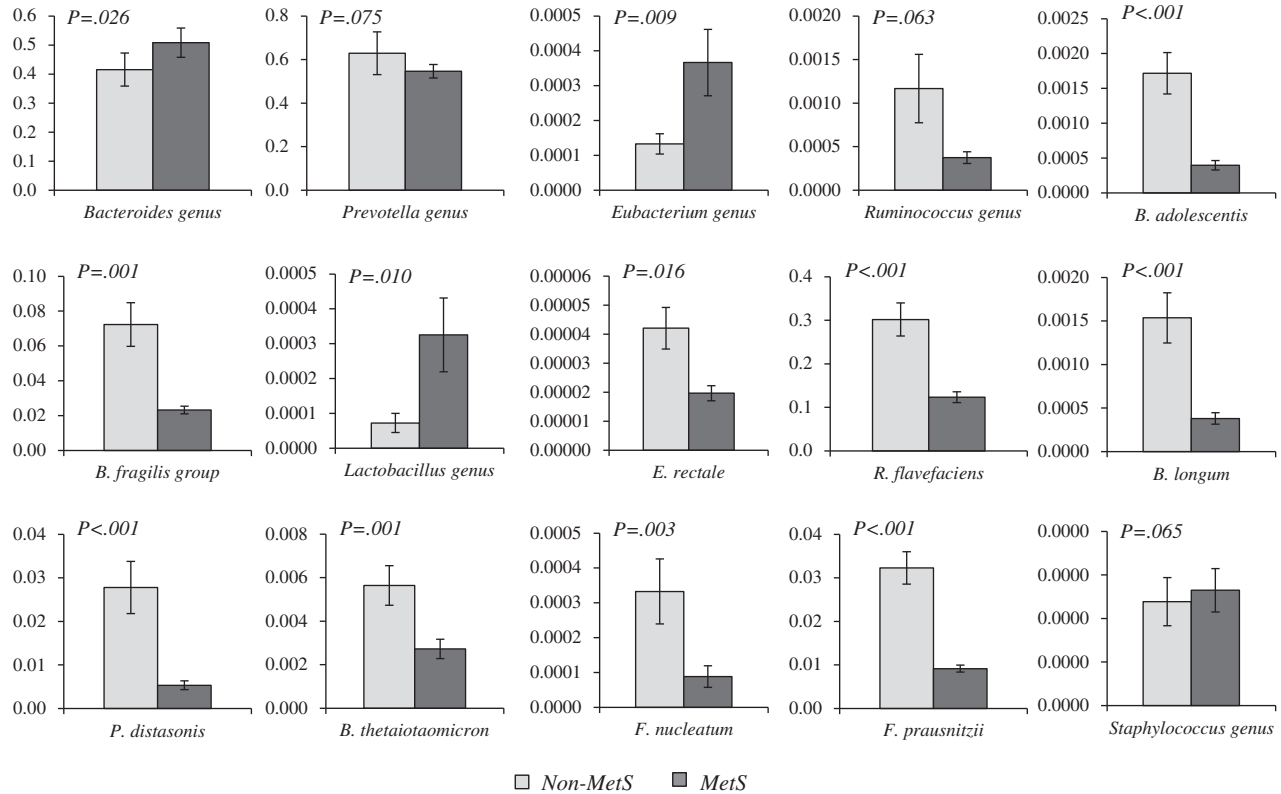 P=.026
0.6
0.5
0.4
0.3
0.2
0.1
0.0
Bacteroides genus
P=.075
0.8
0.6
0.4
0.2
0.0
Prevotella genus
P=.009
0.0005
0.0004
0.0003
0.0002
0.0001
0.0000
Eubacterium genus
P=.063
0.0020
0.0015
0.0010
0.0005
0.0000
Ruminococcus genus
P<.001
0.0025
0.0020
0.0015
0.0010
0.0005
0.0000
B. adolescentis
P=.001
0.10
0.08
0.06
0.04
0.02
0.00
B. fragilis group
P=.010
0.0005
0.0004
0.0003
0.0002
0.0001
0.0000
Lactobacillus genus
P=.016
0.00006
0.00005
0.00004
0.00003
0.00002
0.00001
0.00000
E. rectale
P<.001
0.4
0.3
0.2
0.1
0.0
R. flavefaciens
P<.001
0.0020
0.0015
0.0010
0.0005
0.0000
B. longum
P<.001
0.04
0.03
0.02
0.01
0.00
P. distasonis
P=.001
0.008
0.006
0.004
0.002
0.000
B. thetaiotaomicron
P=.003
0.0005
0.0004
0.0003
0.0002
0.0001
0.0000
F. nucleatum
P<.001
0.04
0.03
0.02
0.01
0.00
F. prausnitzii
P=.065
0.0000
0.0000
0.0000
0.0000
0.0000
Staphylococcus genus
Non-MetS MetS